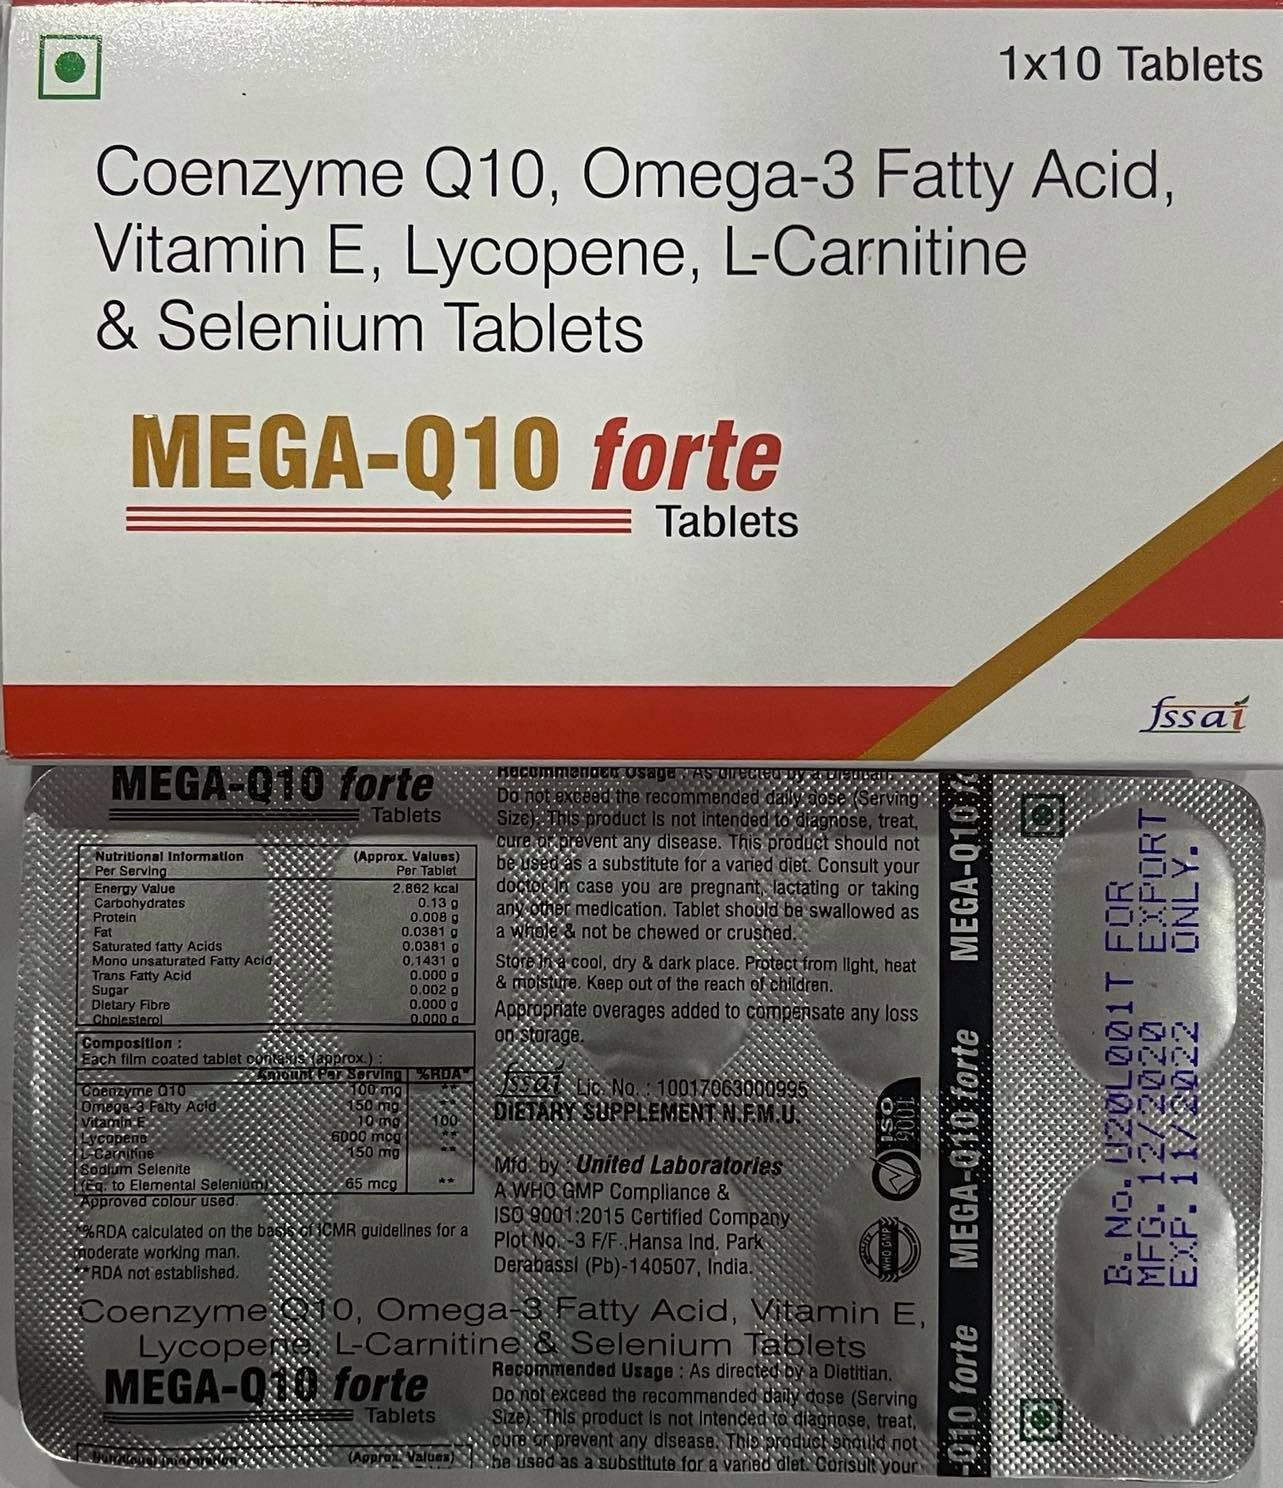 1x10 Tablets
Coenzyme Q10, Omega-3 Fatty Acid,
Vitamin E, Lycopene, L-Carnitine
& Selenium Tablets
MEGA-Q10 forte
Tablets
fssai
MEGA-Q10 forte
Tablets
Nutritional Information (Approx. Values)
Per Serving Per Tablet
Energy Value 2.862 kcal
Carbohydrates 0.13 g
Protein 0.008 g
Fat 0.0381 g
Saturated fatty Acids 0.0381 g
Mono unsaturated Fatty Acid 0.1431 g
Trans Fatty Acid 0.000 g
Sugar 0.002 g
Dietary Fibre 0.000 g
Cholesterol 0.000 g
Composition :
Each film coated tablet contains (approx.) :
Amount Per Serving %RDA*
Coenzyme Q10 100 mg **
Omega-3 Fatty Acid 150 mg **
Vitamin E 10 mg 100
Lycopene 6000 mcg **
L-Carnitine 150 mg **
Sodium Selenite
(Eq. to Elemental Selenium) 65 mcg **
Approved colour used.
*%RDA calculated on the basis of ICMR guidelines for a
moderate working man.
**RDA not established.
Recommended Usage : As directed by a Dietitian.
Do not exceed the recommended daily dose (Serving
Size). This product is not intended to diagnose, treat,
cure or prevent any disease. This product should not
be used as a substitute for a varied diet. Consult your
doctor in case you are pregnant, lactating or taking
any other medication. Tablet should be swallowed as
a whole & not be chewed or crushed.
Store in a cool, dry & dark place. Protect from light, heat
& moisture. Keep out of the reach of children.
Appropriate overages added to compensate any loss
on storage.
fssai Lic. No. : 10017063000995
DIETARY SUPPLEMENT N.F.M.U.
Mfd. by : United Laboratories
A WHO GMP Compliance &
ISO 9001:2015 Certified Company
Plot No. -3 F/F.,Hansa Ind. Park
Derabassi (Pb)-140507, India.
ISO
9001
WHO GMP
Coenzyme Q10, Omega-3 Fatty Acid, Vitamin E,
Lycopene, L-Carnitine & Selenium Tablets
MEGA-Q10 forte
Tablets
Nutritional Information (Approx. Values)
Recommended Usage : As directed by a Dietitian.
Do not exceed the recommended daily dose (Serving
Size). This product is not intended to diagnose, treat,
cure or prevent any disease. This product should not
be used as a substitute for a varied diet. Consult your
MEGA-Q10
MEGA-Q10 forte
MEGA-Q10 forte
-Q10 forte
B. No. U20L001T FOR
MFG. 12/2020 EXPORT
EXP. 11/2022 ONLY.